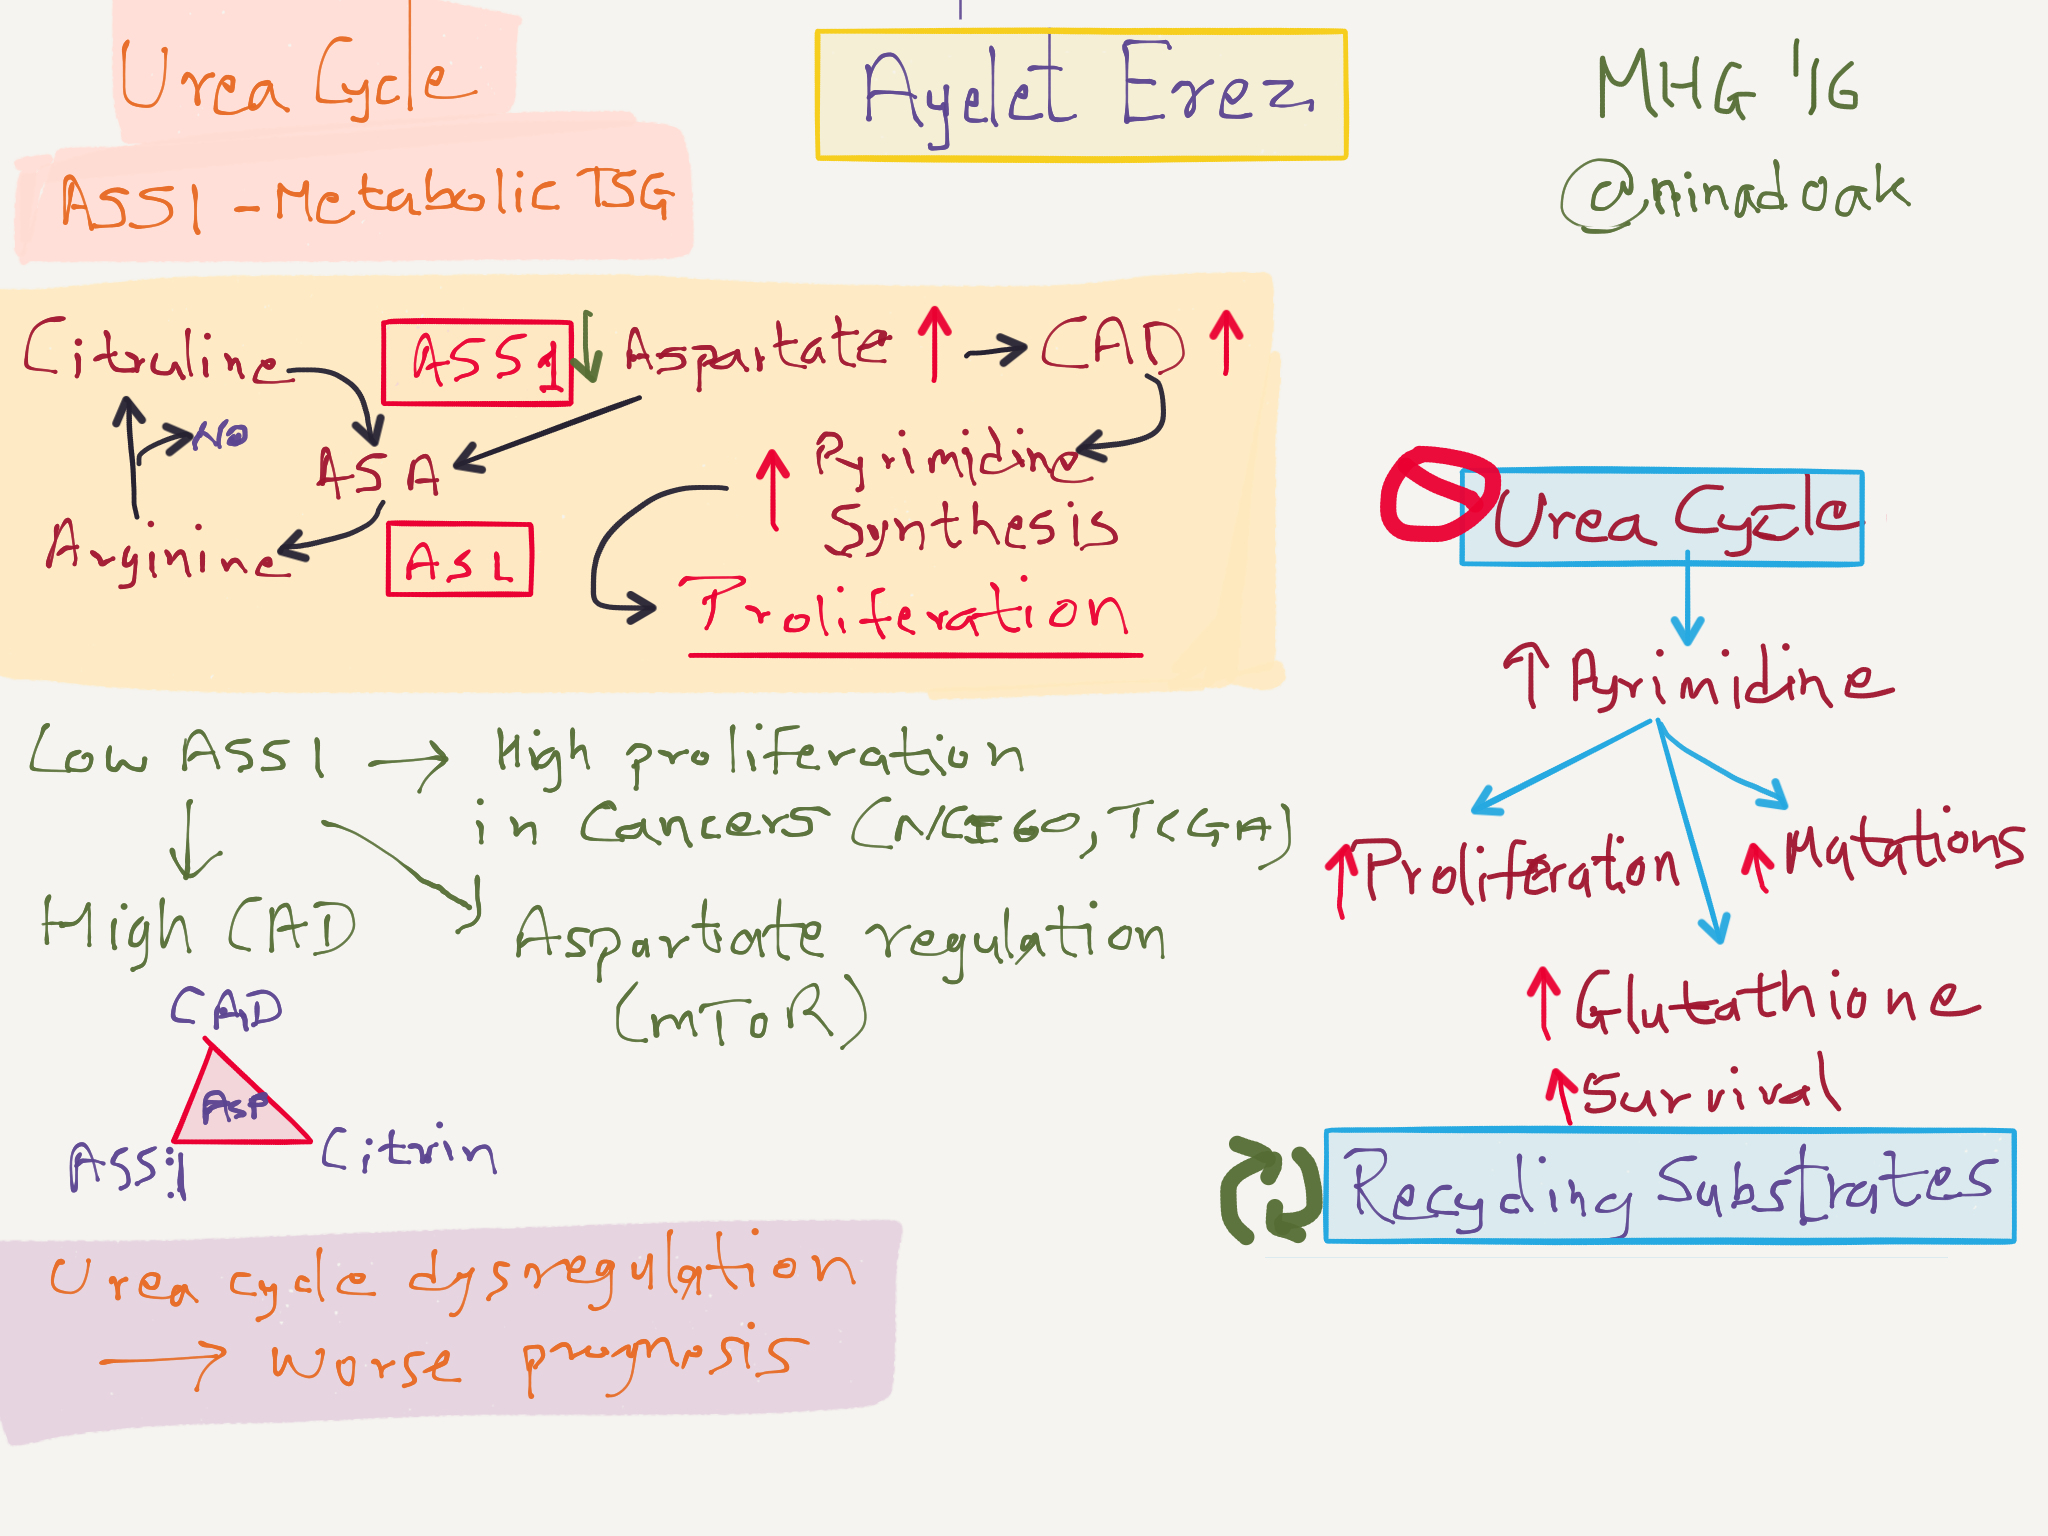 Urea Cycle
ASS1 - Metabolic TSG
Ayelet Erez
MHG '16
@ninadoak
Citruline
ASS1 ↓ Aspartate ↑ → CAD ↑
NO
ASA
Arginine
ASL
↑ Pyrimidine
Synthesis
Proliferation
Low ASS1 → High proliferation
in Cancers (NCI60, TCGA)
High CAD
Aspartate regulation
(mTOR)
CAD
Asp
ASS1
Citrin
Urea cycle dysregulation
→ worse prognosis
Urea Cycle
↑ Pyrimidine
↑ Proliferaton
↑ Mutations
↑ Glutathione
↑ Survival
Recycling Substrates